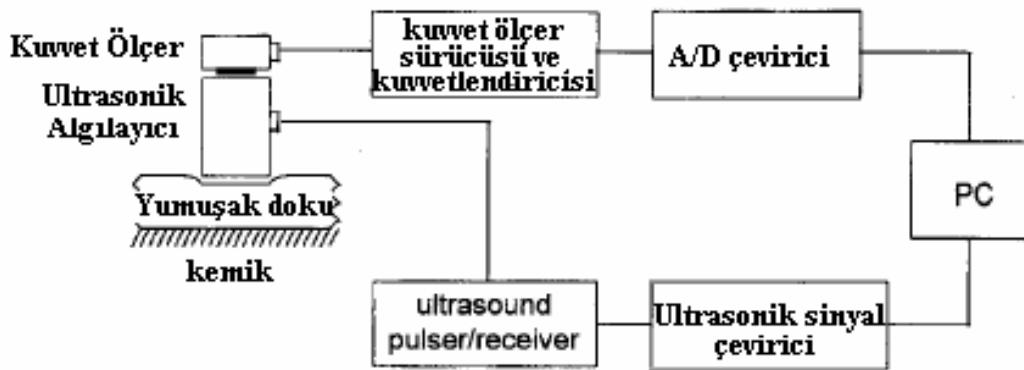 Kuvvet Ölçer
kuvvet ölçer
sürücüsü ve
kuvvetlendiricisi
A/D çevirici
Ultrasonik
Algılayıcı
PC
Yumuşak doku
kemik
ultrasound
pulser/receiver
Ultrasonik sinyal
çevirici